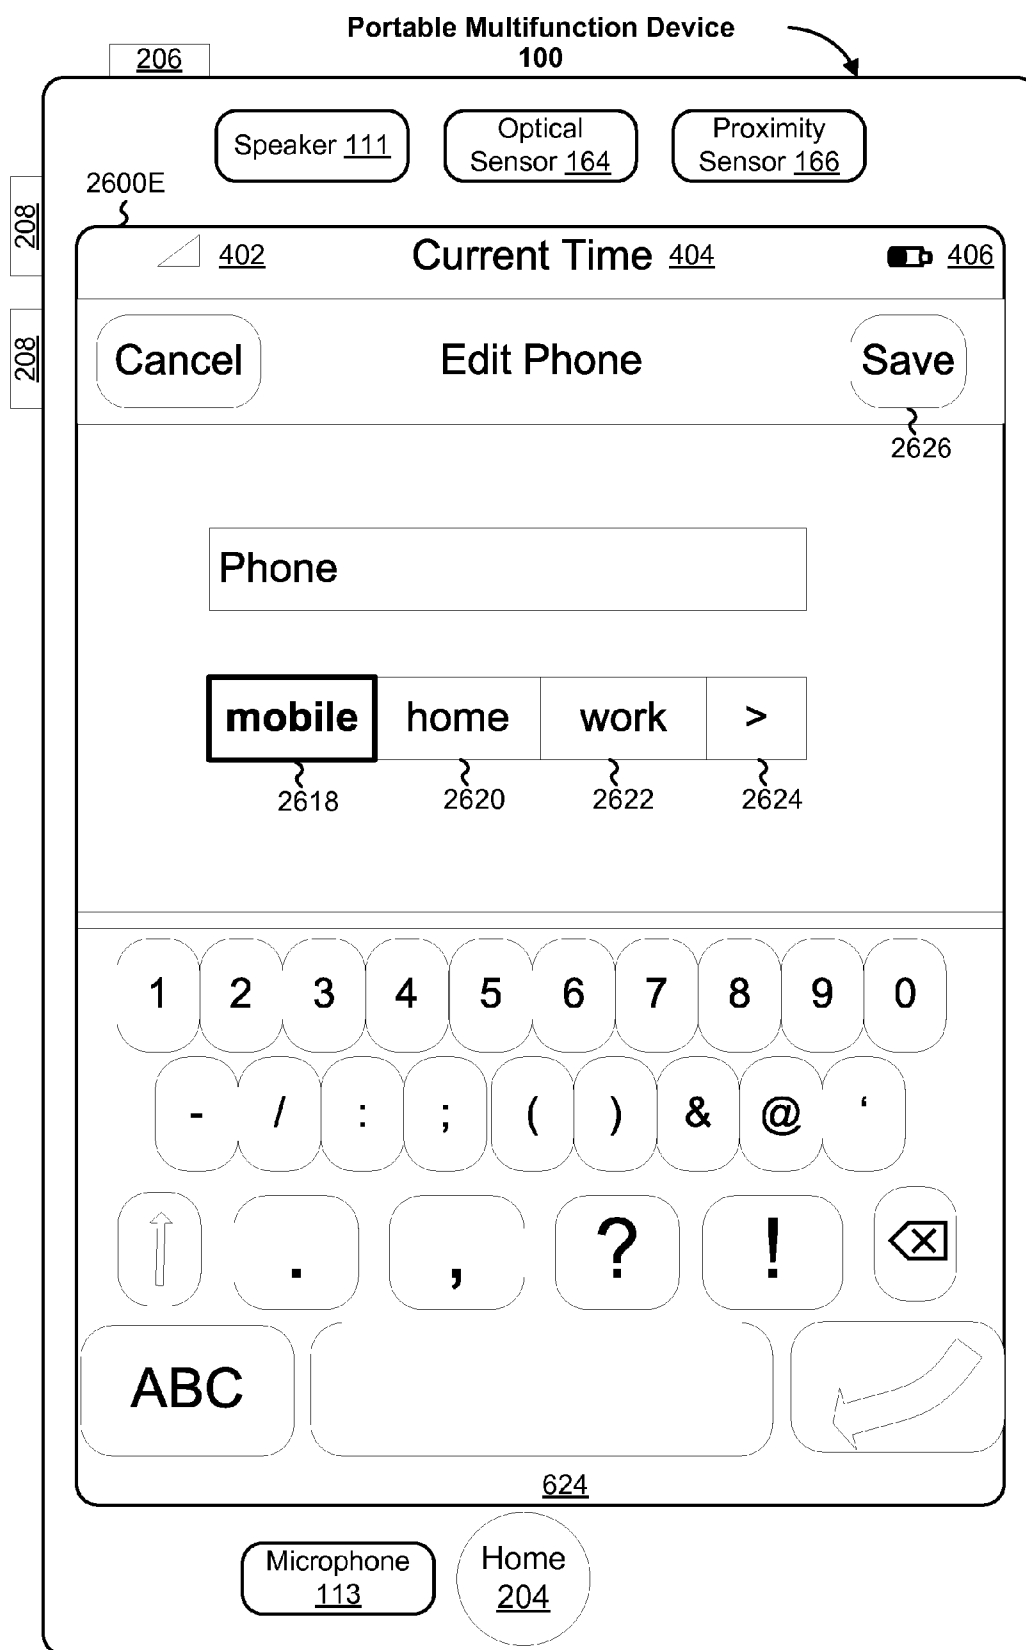 Portable Multifunction Device
100
206
Speaker 111
Optical
Sensor 164
Proximity
Sensor 166
2600E
208
208
402
Current Time 404
406
Cancel
Edit Phone
Save
2626
Phone
mobile
home
work
>
2618
2620
2622
2624
1 2 3 4 5 6 7 8 9 0
- / : ; ( ) & @ ‘
. , ? !
ABC
624
Microphone
113
Home
204